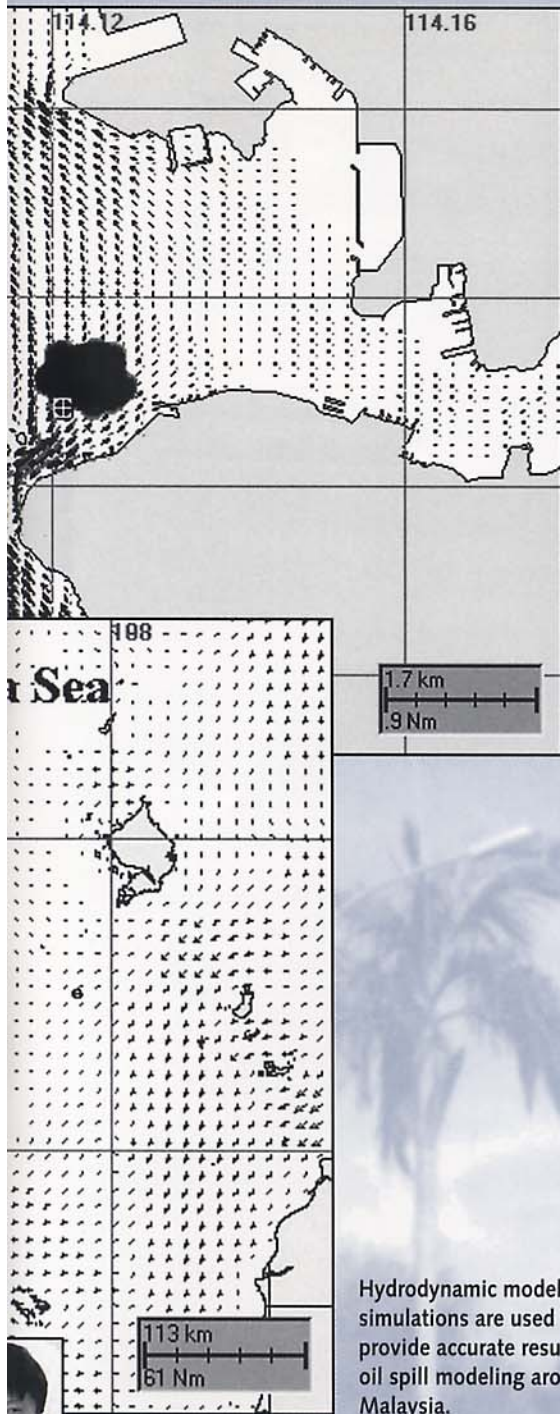 114.12 114.16
1.7 km
.9 Nm
108
Sea
113 km
61 Nm
Hydrodynamic model
simulations are used
provide accurate resu
oil spill modeling aro
Malaysia.